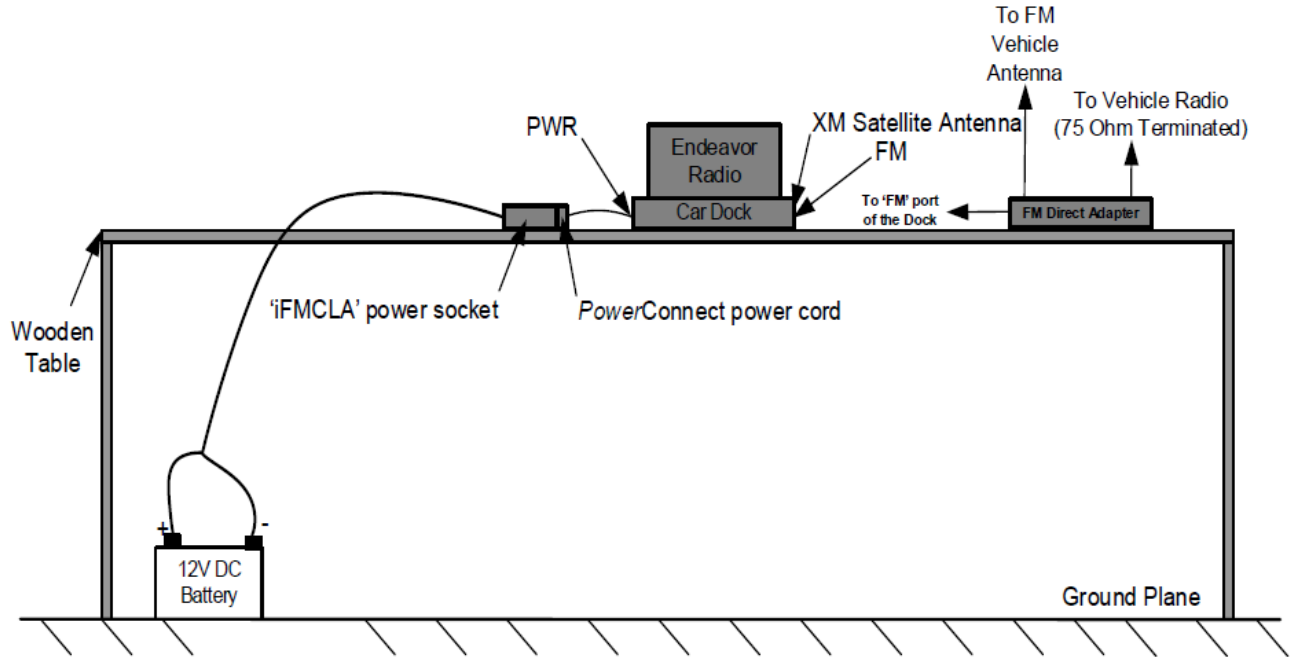 To FM
Vehicle
Antenna
To Vehicle Radio
(75 Ohm Terminated)
PWR
XM Satellite Antenna
FM
Endeavor
Radio
Car Dock
To 'FM' port
of the Dock
FM Direct Adapter
'iFMCLA' power socket
PowerConnect power cord
Wooden
Table
+
-
12V DC
Battery
Ground Plane